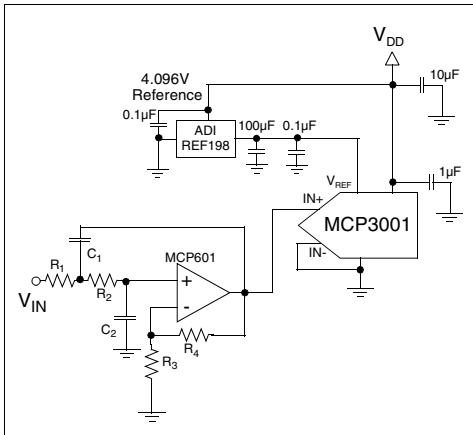 V_DD
10µF
4.096V
Reference
0.1µF
ADI
REF198
100µF
0.1µF
1µF
V_REF
IN+
MCP3001
IN-
C_1
MCP601
R_1
R_2
+
V_IN
-
C_2
R_4
R_3